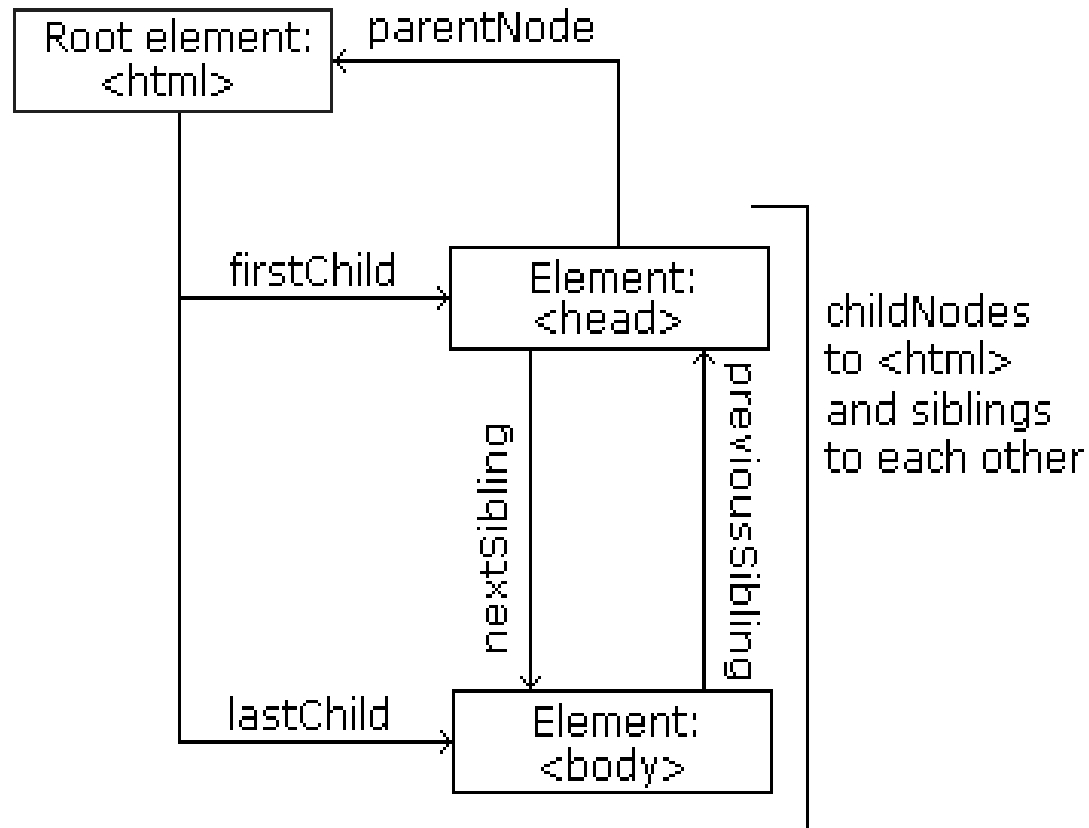 Root element:
<html>
parentNode
firstChild
Element:
<head>
childNodes
to <html>
and siblings
to each other
nextSibling
previousSibling
lastChild
Element:
<body>